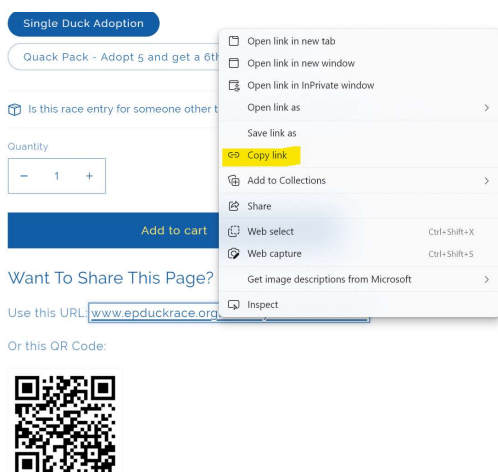 Single Duck Adoption
Quack Pack - Adopt 5 and get a 6th
Is this race entry for someone other t
Quantity
− 1 +
Add to cart
Want To Share This Page?
Use this URL: www.epduckrace.org
Or this QR Code:
Open link in new tab
Open link in new window
Open link in InPrivate window
Open link as
Save link as
Copy link
Add to Collections
Share
Web select Ctrl+Shift+X
Web capture Ctrl+Shift+S
Get image descriptions from Microsoft
Inspect